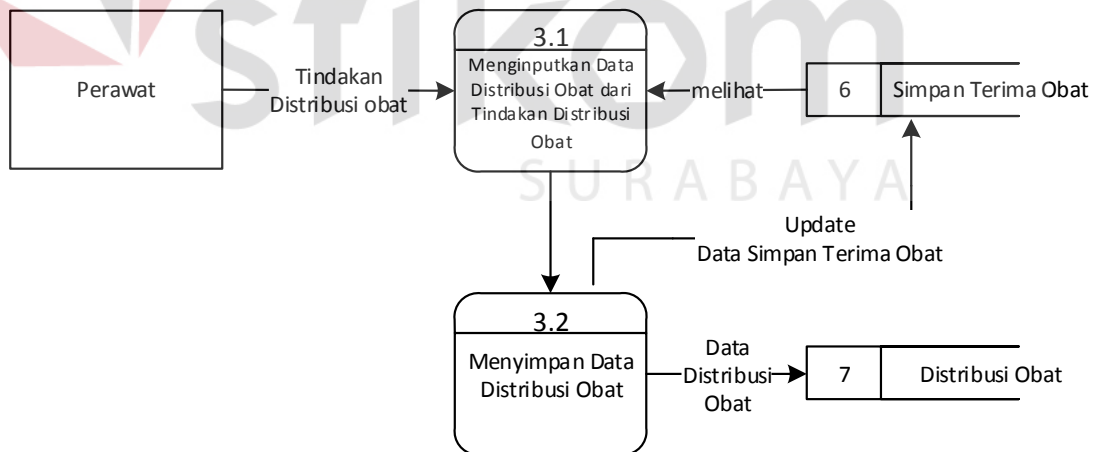 stikom
SURABAYA
Perawat
Tindakan
Distribusi obat
3.1
Menginputkan Data
Distribusi Obat dari
Tindakan Distribusi
Obat
melihat
6
Simpan Terima Obat
Update
Data Simpan Terima Obat
3.2
Menyimpan Data
Distribusi Obat
Data
Distribusi
Obat
7
Distribusi Obat